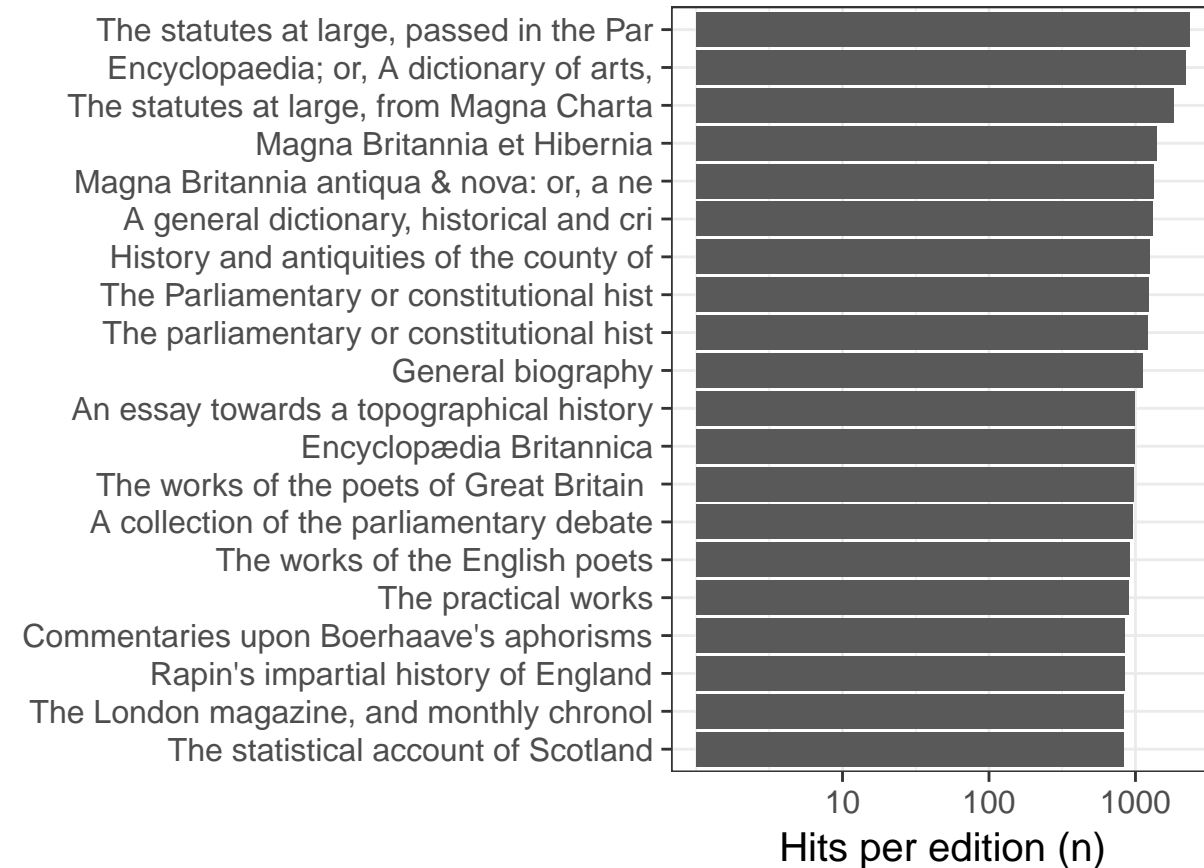 The statutes at large, passed in the Par
Encyclopaedia; or, A dictionary of arts,
The statutes at large, from Magna Charta
Magna Britannia et Hibernia
Magna Britannia antiqua & nova: or, a ne
A general dictionary, historical and cri
History and antiquities of the county of
The Parliamentary or constitutional hist
The parliamentary or constitutional hist
General biography
An essay towards a topographical history
Encyclopædia Britannica
The works of the poets of Great Britain
A collection of the parliamentary debate
The works of the English poets
The practical works
Commentaries upon Boerhaave's aphorisms
Rapin's impartial history of England
The London magazine, and monthly chronol
The statistical account of Scotland
10 100 1000
Hits per edition (n)